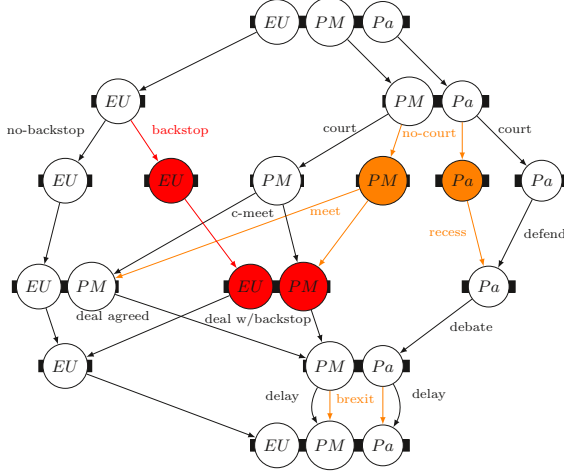 EU PM Pa
EU PM Pa
no-backstop backstop court no-court court
EU EU PM PM Pa Pa
c-meet meet recess defend
EU PM EU PM Pa
deal agreed deal w/backstop debate
EU PM Pa
delay brexit delay
EU PM Pa